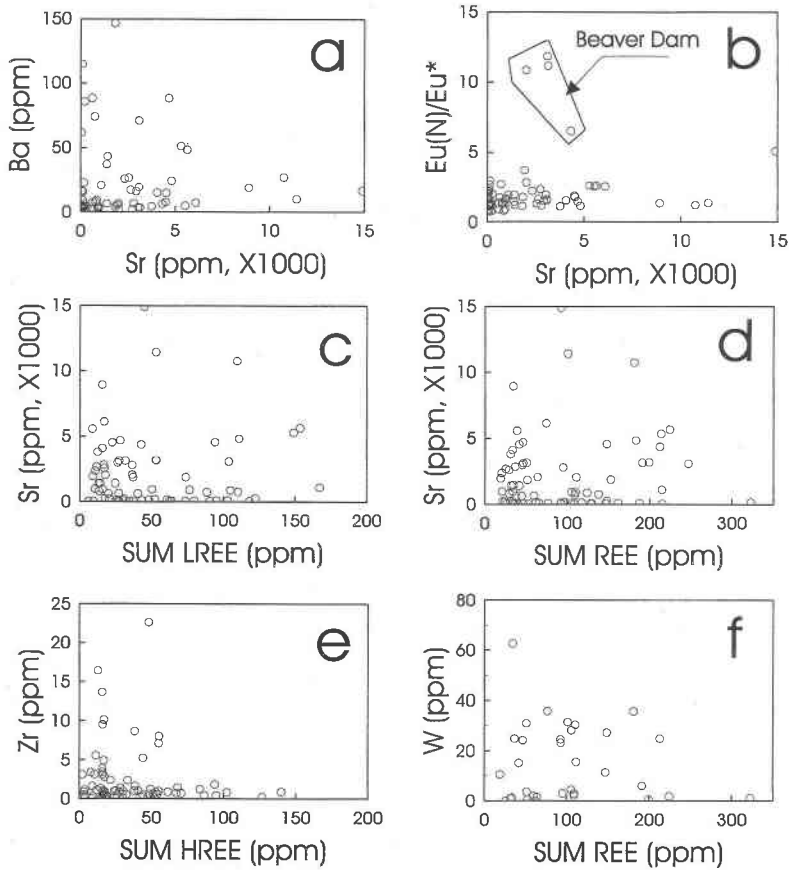 150
100
50
0
Ba (ppm)
a
0 5 10 15
Sr (ppm, X1000)
15
10
5
0
Eu(N)/Eu*
Beaver Dam
b
0 5 10 15
Sr (ppm, X1000)
15
10
5
0
Sr (ppm, X1000)
c
0 50 100 150 200
SUM LREE (ppm)
15
10
5
0
Sr (ppm, X1000)
d
0 100 200 300
SUM REE (ppm)
25
20
15
10
5
0
Zr (ppm)
e
0 50 100 150 200
SUM HREE (ppm)
80
60
40
20
0
W (ppm)
f
0 100 200 300
SUM REE (ppm)